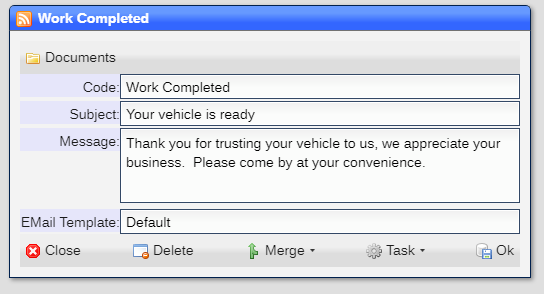 Work Completed
Documents
Code: Work Completed
Subject: Your vehicle is ready
Message: Thank you for trusting your vehicle to us, we appreciate your
business.  Please come by at your convenience.
EMail Template: Default
Close Delete Merge Task Ok